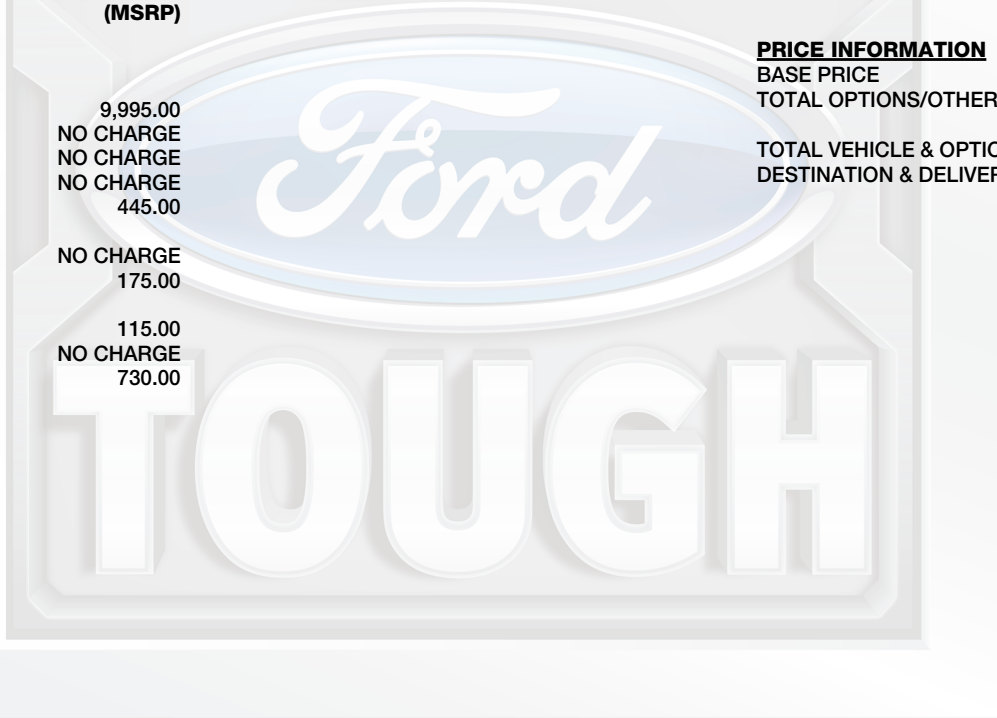 (MSRP)
9,995.00
NO CHARGE
NO CHARGE
NO CHARGE
445.00
NO CHARGE
175.00
115.00
NO CHARGE
730.00
PRICE INFORMATION
BASE PRICE
TOTAL OPTIONS/OTHER
TOTAL VEHICLE & OPTIO
DESTINATION & DELIVER
Ford
TOUGH